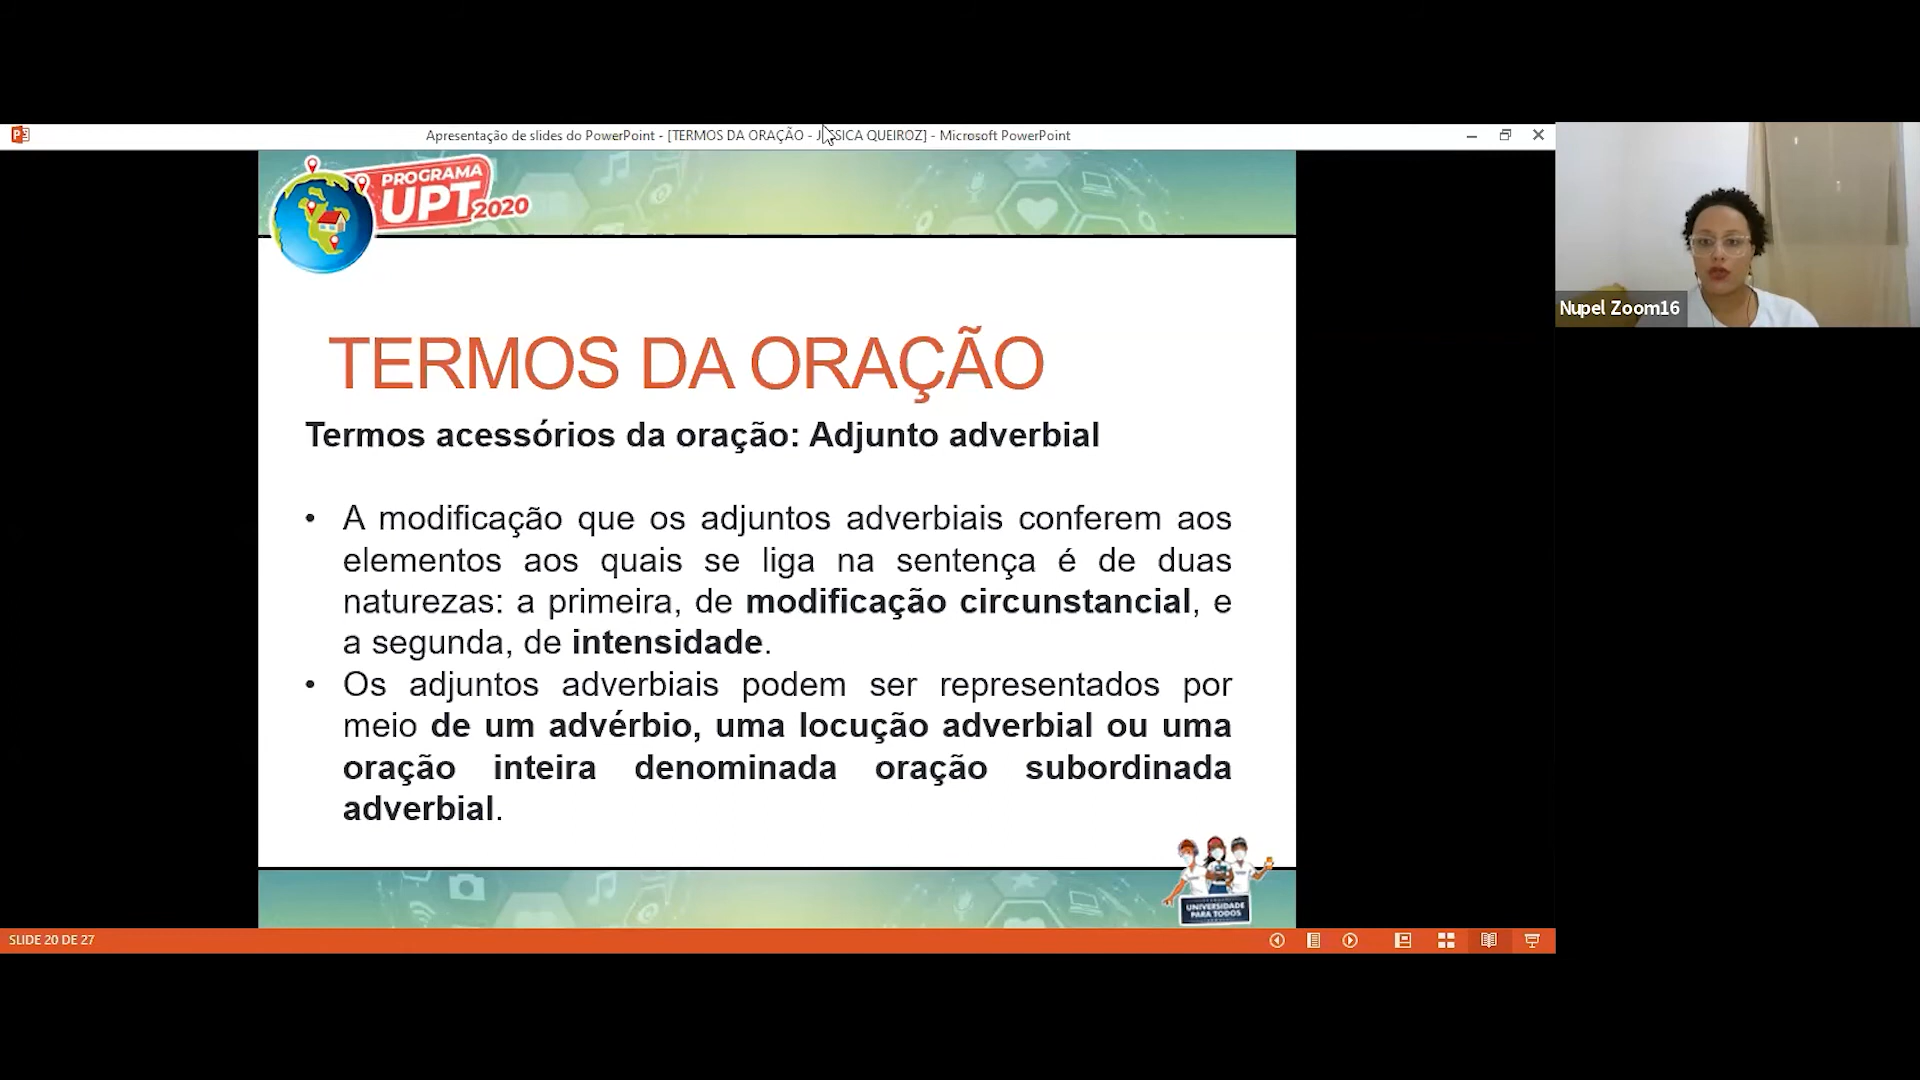 Apresentação de slides do PowerPoint - [TERMOS DA ORAÇÃO - JÉSSICA QUEIROZ] - Microsoft PowerPoint
PROGRAMA
UPT 2020
Nupel Zoom16
TERMOS DA ORAÇÃO
Termos acessórios da oração: Adjunto adverbial
• A modificação que os adjuntos adverbiais conferem aos
elementos aos quais se liga na sentença é de duas
naturezas: a primeira, de modificação circunstancial, e
a segunda, de intensidade.
• Os adjuntos adverbiais podem ser representados por
meio de um advérbio, uma locução adverbial ou uma
oração inteira denominada oração subordinada
adverbial.
UNIVERSIDADE
PARA TODOS
SLIDE 20 DE 27